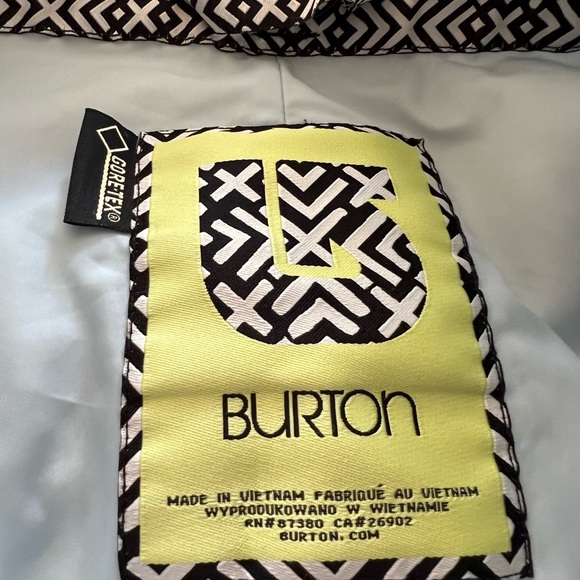 GORE-TEX®
BURTON
MADE IN VIETNAM FABRIQUÉ AU VIETNAM
WYPRODUKOWANO W WIETNAMIE
RN#87380 CA#26902
BURTON.COM